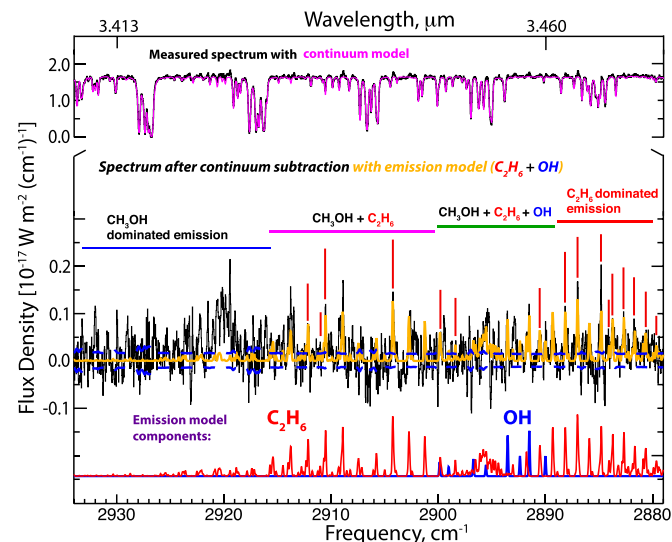 Wavelength, μm
3.413 3.460
Measured spectrum with continuum model
2.0
1.0
0.0
Spectrum after continuum subtraction with emission model (C₂H₆ + OH)
CH₃OH
dominated emission
CH₃OH + C₂H₆
CH₃OH + C₂H₆ + OH
C₂H₆ dominated
emission
Flux Density [10⁻¹⁷ W m⁻² (cm⁻¹)⁻¹]
0.2
0.1
0.0
-0.1
Emission model
components:
C₂H₆
OH
2930 2920 2910 2900 2890 2880
Frequency, cm⁻¹